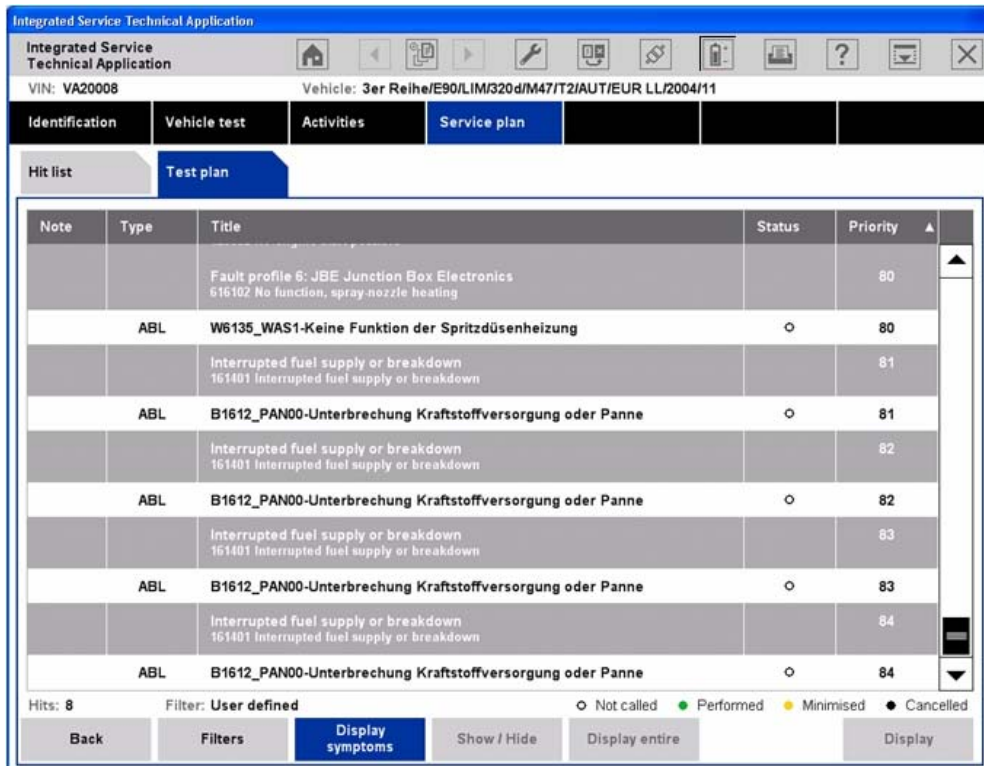 Integrated Service Technical Application
Integrated Service
Technical Application
VIN: VA20008
Vehicle: 3er Reihe/E90/LIM/320d/M47/T2/AUT/EUR LL/2004/11
Identification
Vehicle test
Activities
Service plan
Hit list
Test plan
Note
Type
Title
Status
Priority
Fault profile 6: JBE Junction Box Electronics
80
616102 No function, spray-nozzle heating
ABL
W6135_WAS1-Keine Funktion der Spritzdüsenheizung
80
Interrupted fuel supply or breakdown
81
161401 Interrupted fuel supply or breakdown
ABL
B1612_PAN00-Unterbrechung Kraftstoffversorgung oder Panne
81
Interrupted fuel supply or breakdown
82
161401 Interrupted fuel supply or breakdown
ABL
B1612_PAN00-Unterbrechung Kraftstoffversorgung oder Panne
82
Interrupted fuel supply or breakdown
83
161401 Interrupted fuel supply or breakdown
ABL
B1612_PAN00-Unterbrechung Kraftstoffversorgung oder Panne
83
Interrupted fuel supply or breakdown
84
161401 Interrupted fuel supply or breakdown
ABL
B1612_PAN00-Unterbrechung Kraftstoffversorgung oder Panne
84
Hits: 8
Filter: User defined
Not called
Performed
Minimised
Cancelled
Back
Filters
Display
symptoms
Show / Hide
Display entire
Display